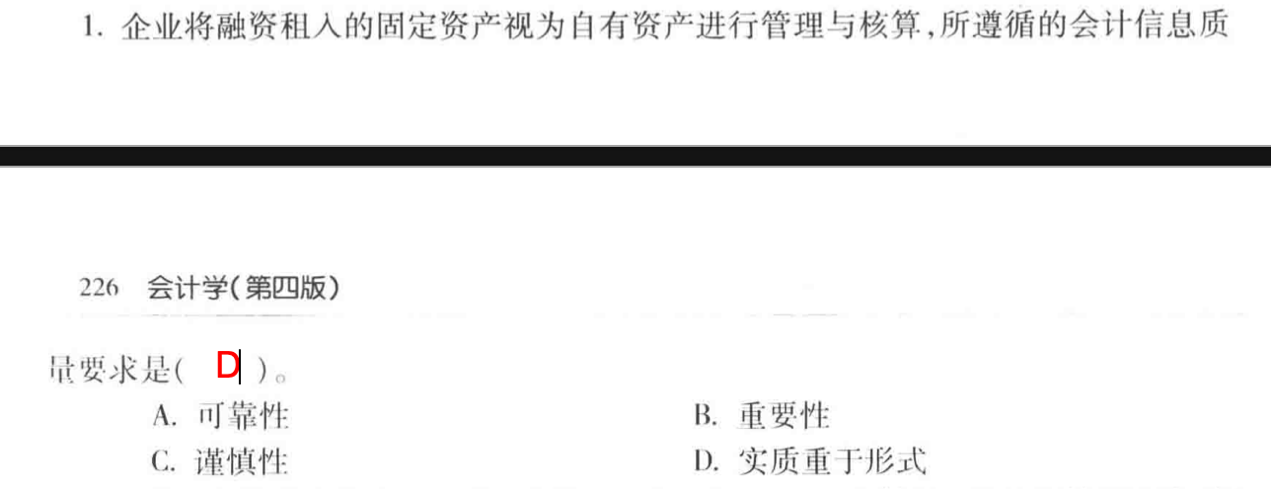 1. 企业将融资租入的固定资产视为自有资产进行管理与核算,所遵循的会计信息质
226 会计学(第四版)
量要求是( D )。
A. 可靠性 B. 重要性
C. 谨慎性 D. 实质重于形式